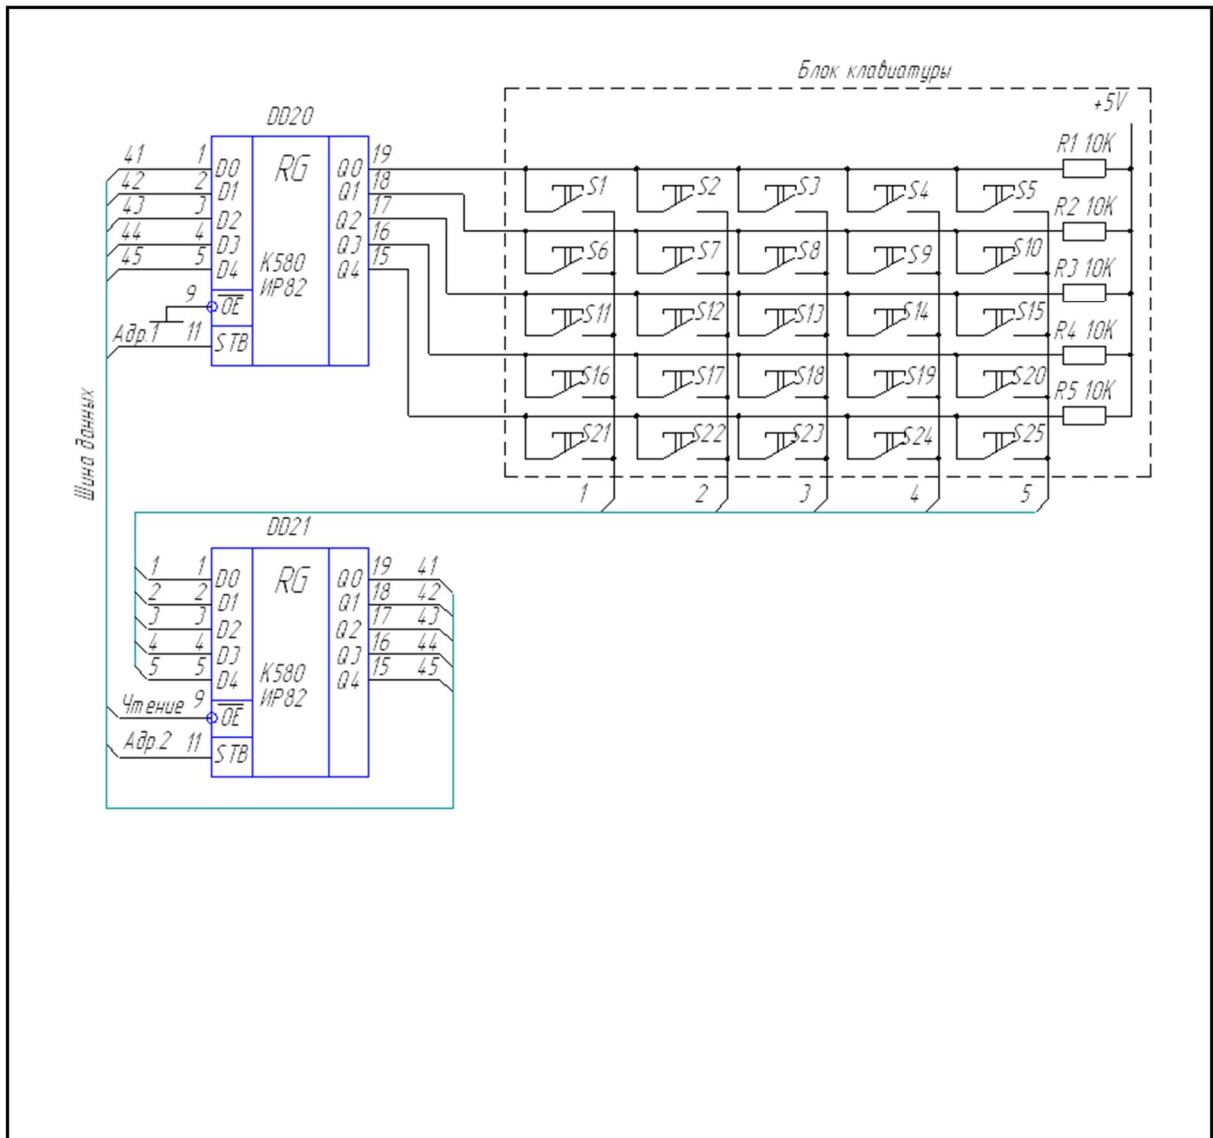 Блок клавиатуры
+5V
DD20
41 1 D0 RG Q0 19
42 2 D1 Q1 18
43 3 D2 Q2 17
44 4 D3 Q3 16
45 5 D4 Q4 15
К580
ИР82
9 OE
Адр.1 11 STB
R1 10K
S1 S2 S3 S4 S5
R2 10K
S6 S7 S8 S9 S10
R3 10K
S11 S12 S13 S14 S15
R4 10K
S16 S17 S18 S19 S20
R5 10K
S21 S22 S23 S24 S25
1 2 3 4 5
Шина данных
DD21
1 1 D0 RG Q0 19 41
2 2 D1 Q1 18 42
3 3 D2 Q2 17 43
4 4 D3 Q3 16 44
5 5 D4 Q4 15 45
К580
ИР82
Чтение 9 OE
Адр.2 11 STB